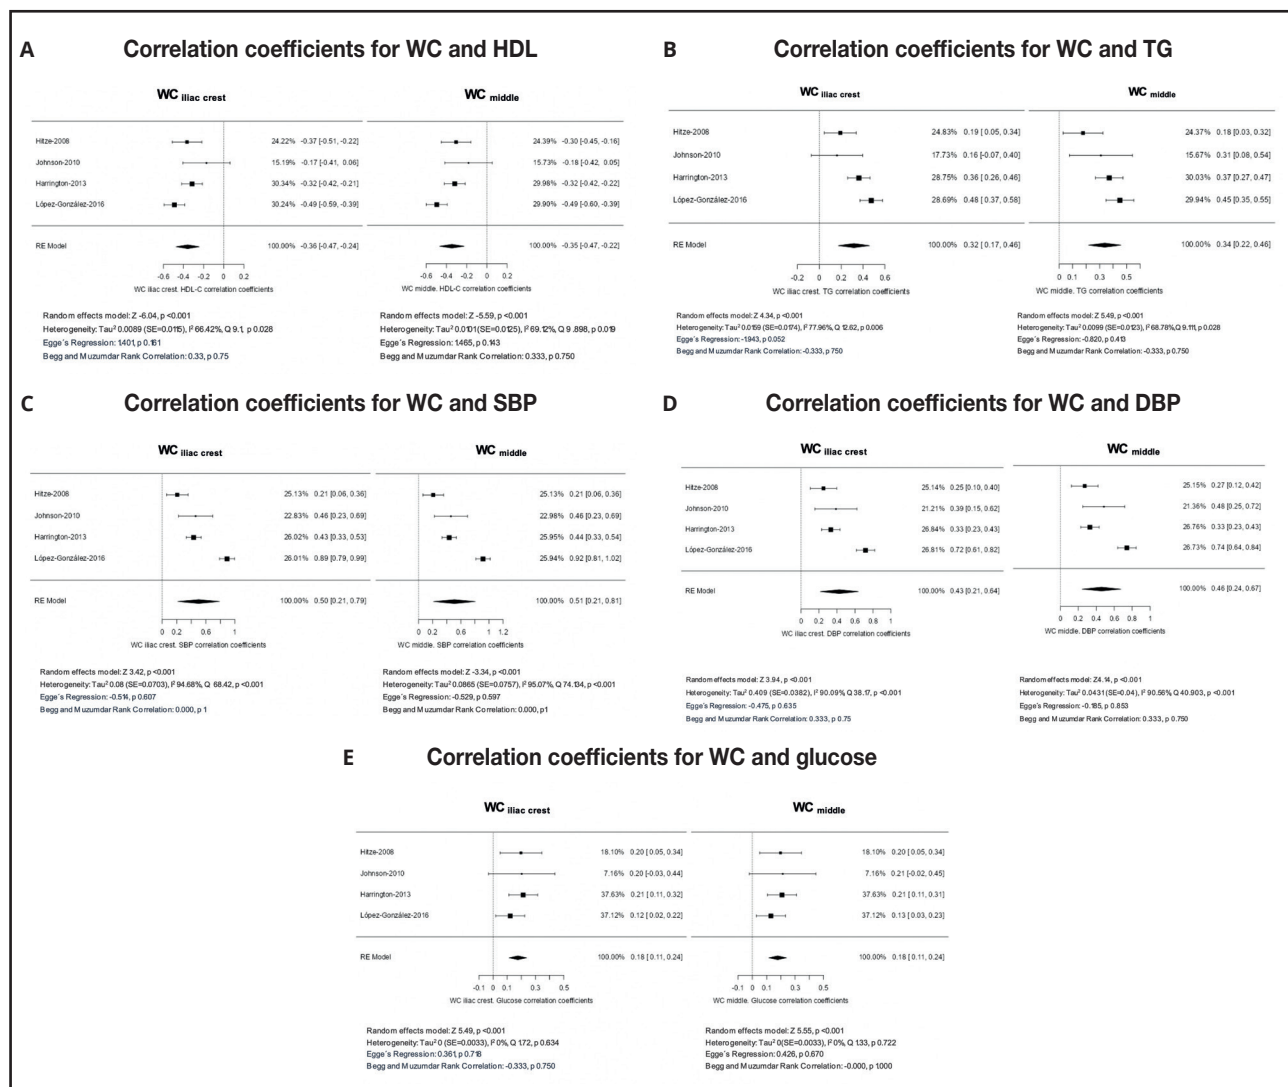 A Correlation coefficients for WC and HDL
WC iliac crest
Hitze-2008 24.22% -0.37 [-0.51, -0.22]
Johnson-2010 15.19% -0.17 [-0.41, 0.06]
Harrington-2013 30.34% -0.32 [-0.42, -0.21]
López-González-2016 30.24% -0.49 [-0.59, -0.39]
RE Model 100.00% -0.36 [-0.47, -0.24]
-0.6 -0.4 -0.2 0 0.2
WC iliac crest. HDL-C correlation coefficients
Random effects model: Z -6.04, p <0.001
Heterogeneity: Tau² 0.0089 (SE=0.0115), I² 66.42%, Q 9.1, p 0.028
Egge´s Regression: 1.401, p 0.161
Begg and Muzumdar Rank Correlation: 0.33, p 0.75
WC middle
24.39% -0.30 [-0.45, -0.16]
15.73% -0.18 [-0.42, 0.05]
29.98% -0.32 [-0.42, -0.22]
29.90% -0.49 [-0.60, -0.39]
100.00% -0.35 [-0.47, -0.22]
-0.6 -0.4 -0.2 0 0.2
WC middle. HDL-C correlation coefficients
Random effects model: Z -5.59, p <0.001
Heterogeneity: Tau² 0.0101 (SE=0.0125), I² 69.12%, Q 9.898, p 0.019
Egge´s Regression: 1.465, p 0.143
Begg and Muzumdar Rank Correlation: 0.333, p 0.750
B Correlation coefficients for WC and TG
WC iliac crest
Hitze-2008 24.83% 0.19 [0.05, 0.34]
Johnson-2010 17.73% 0.16 [-0.07, 0.40]
Harrington-2013 28.75% 0.36 [0.26, 0.46]
López-González-2016 28.69% 0.48 [0.37, 0.58]
RE Model 100.00% 0.32 [0.17, 0.46]
-0.2 0 0.2 0.4 0.6
WC iliac crest. TG correlation coefficients
Random effects model: Z 4.34, p <0.001
Heterogeneity: Tau² 0.0159 (SE=0.0174), I² 77.96%, Q 12.62, p 0.006
Egge´s Regression: -1.943, p 0.052
Begg and Muzumdar Rank Correlation: -0.333, p 750
WC middle
24.37% 0.18 [0.03, 0.32]
15.67% 0.31 [0.08, 0.54]
30.03% 0.37 [0.27, 0.47]
29.94% 0.45 [0.35, 0.55]
100.00% 0.34 [0.22, 0.46]
0 0.1 0.3 0.5
WC middle. TG correlation coefficients
Random effects model: Z 5.49, p <0.001
Heterogeneity: Tau² 0.0099 (SE=0.0123), I² 68.78%, Q 9.111, p 0.028
Egge´s Regression: -0.820, p 0.413
Begg and Muzumdar Rank Correlation: -0.333, p 0.750
C Correlation coefficients for WC and SBP
WC iliac crest
Hitze-2008 25.13% 0.21 [0.06, 0.36]
Johnson-2010 22.83% 0.46 [0.23, 0.69]
Harrington-2013 26.02% 0.43 [0.33, 0.53]
López-González-2016 26.01% 0.89 [0.79, 0.99]
RE Model 100.00% 0.50 [0.21, 0.79]
0 0.2 0.6 1
WC iliac crest. SBP correlation coefficients
Random effects model: Z 3.42, p <0.001
Heterogeneity: Tau² 0.08 (SE=0.0703), I² 94.68%, Q 68.42, p <0.001
Egge´s Regression: -0.514, p 0.607
Begg and Muzumdar Rank Correlation: 0.000, p 1
WC middle
25.13% 0.21 [0.06, 0.36]
22.98% 0.46 [0.23, 0.69]
25.95% 0.44 [0.33, 0.54]
25.94% 0.92 [0.81, 1.02]
100.00% 0.51 [0.21, 0.81]
0 0.2 0.6 1 1.2
WC middle. SBP correlation coefficients
Random effects model: Z -3.34, p <0.001
Heterogeneity: Tau² 0.0865 (SE=0.0757), I² 95.07%, Q 74.134, p <0.001
Egge´s Regression: -0.529, p 0.597
Begg and Muzumdar Rank Correlation: 0.000, p1
D Correlation coefficients for WC and DBP
WC iliac crest
Hitze-2008 25.14% 0.25 [0.10, 0.40]
Johnson-2010 21.21% 0.39 [0.15, 0.62]
Harrington-2013 26.84% 0.33 [0.23, 0.43]
López-González-2016 26.81% 0.72 [0.61, 0.82]
RE Model 100.00% 0.43 [0.21, 0.64]
0 0.2 0.4 0.6 0.8 1
WC iliac crest. DBP correlation coefficients
Random effects model: Z 3.94, p <0.001
Heterogeneity: Tau² 0.409 (SE=0.0382), I² 90.09% Q 38.17, p <0.001
Egge´s Regression: -0.475, p 0.635
Begg and Muzumdar Rank Correlation: 0.333, p 0.75
WC middle
25.15% 0.27 [0.12, 0.42]
21.36% 0.48 [0.25, 0.72]
26.76% 0.33 [0.23, 0.43]
26.73% 0.74 [0.64, 0.84]
100.00% 0.46 [0.24, 0.67]
0 0.2 0.4 0.6 0.8 1
WC middle. DBP correlation coefficients
Random effects model: Z4.14, p <0.001
Heterogeneity: Tau² 0.0431 (SE=0.04), I² 90.56% Q 40.903, p <0.001
Egge´s Regression: -0.185, p 0.853
Begg and Muzumdar Rank Correlation: 0.333, p 0.750
E Correlation coefficients for WC and glucose
WC iliac crest
Hitze-2008 18.10% 0.20 [0.05, 0.34]
Johnson-2010 7.16% 0.20 [-0.03, 0.44]
Harrington-2013 37.63% 0.21 [0.11, 0.32]
López-González-2016 37.12% 0.12 [0.02, 0.22]
RE Model 100.00% 0.18 [0.11, 0.24]
-0.1 0 0.1 0.3 0.5
WC iliac crest. Glucose correlation coefficients
Random effects model: Z 5.49, p <0.001
Heterogeneity: Tau² 0 (SE=0.0033), I² 0%, Q 1.72, p 0.634
Egge´s Regression: 0.361, p 0.718
Begg and Muzumdar Rank Correlation: -0.333, p 0.750
WC middle
18.10% 0.20 [0.05, 0.34]
7.16% 0.21 [-0.02, 0.45]
37.63% 0.21 [0.11, 0.31]
37.12% 0.13 [0.03, 0.23]
100.00% 0.18 [0.11, 0.24]
-0.1 0 0.1 0.3 0.5
WC middle. Glucose correlation coefficients
Random effects model: Z 5.55, p <0.001
Heterogeneity: Tau² 0(SE=0.0033), I² 0%, Q 1.33, p 0.722
Egge´s Regression: 0.426, p 0.670
Begg and Muzumdar Rank Correlation: -0.000, p 1.000